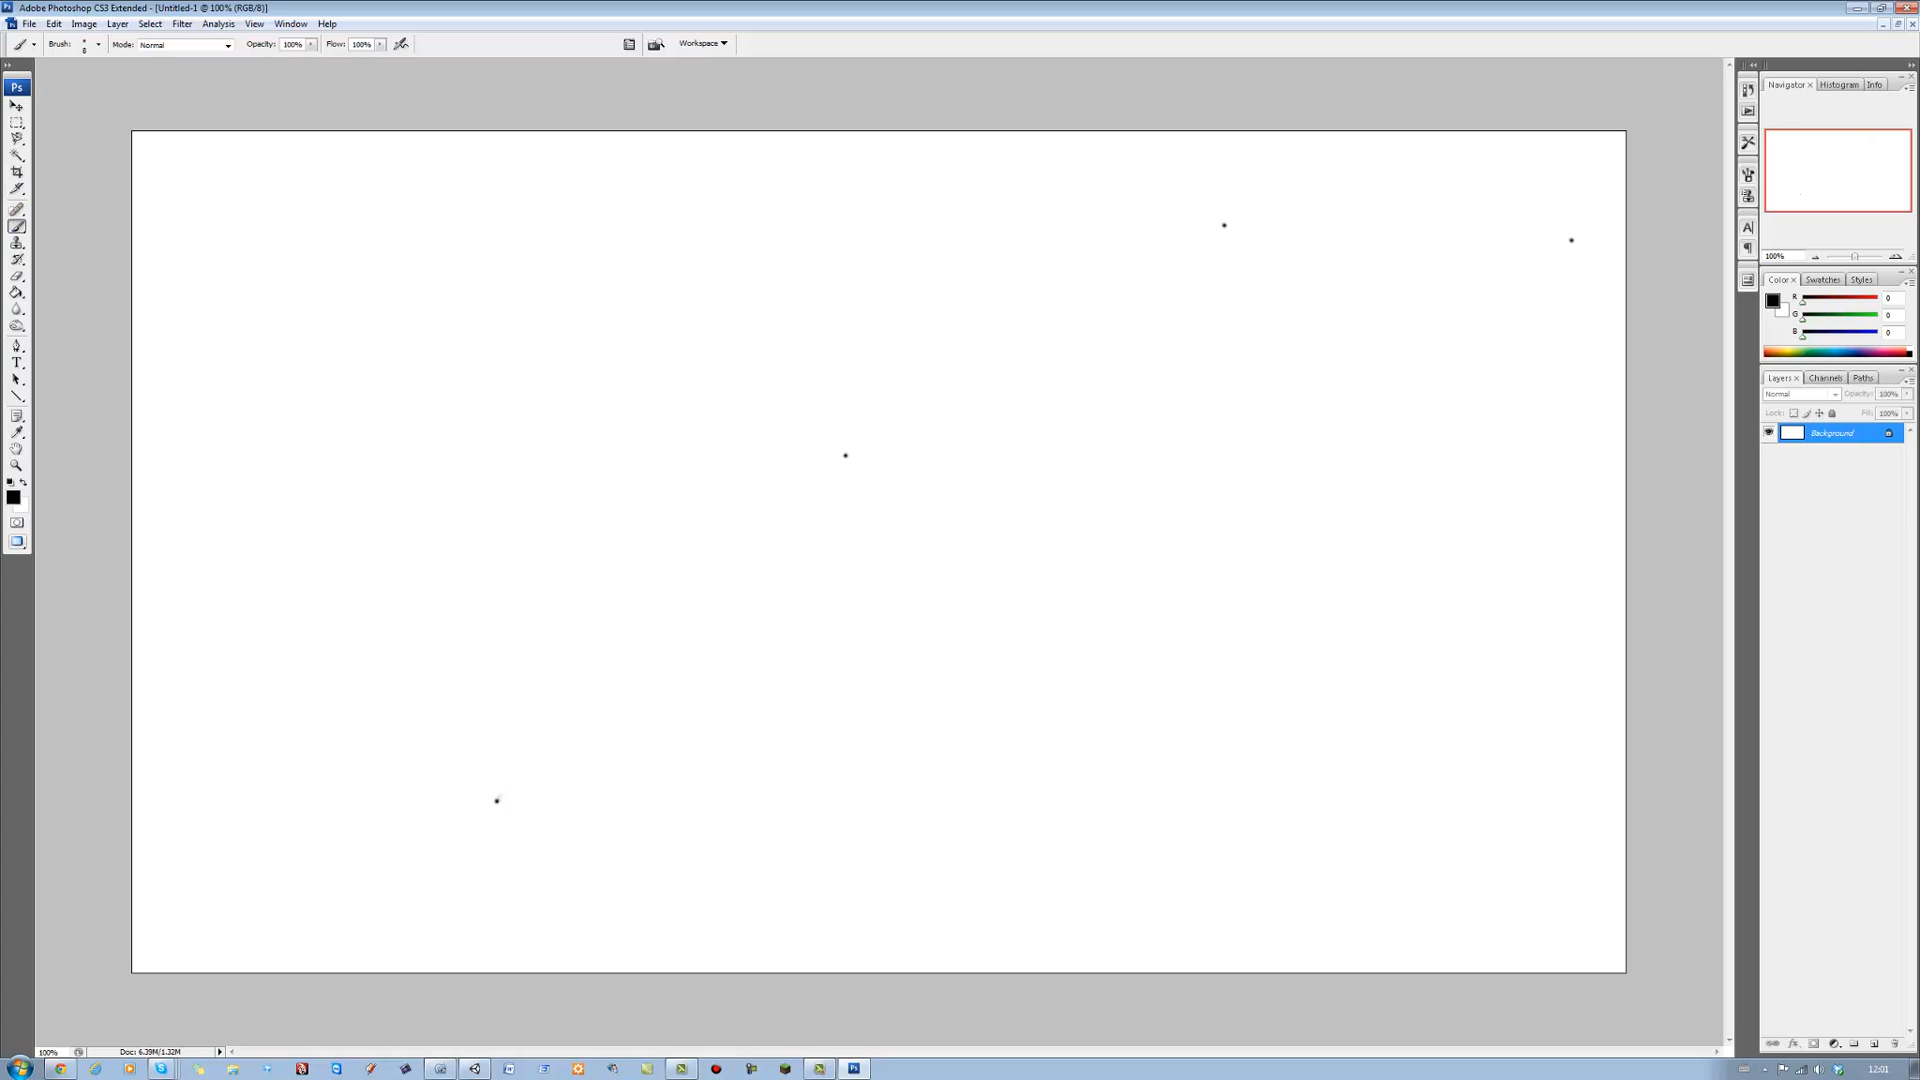 Adobe Photoshop CS3 Extended - [Untitled-1 @ 100% (RGB/8)]
File Edit Image Layer Select Filter Analysis View Window Help
Brush: 8 Mode: Normal Opacity: 100% Flow: 100% Workspace
Ps
Navigator Histogram Info
100%
Color Swatches Styles
R 0
G 0
B 0
Layers Channels Paths
Normal Opacity: 100%
Lock: Fill: 100%
Background
100% Doc: 6.39M/1.32M
12:01